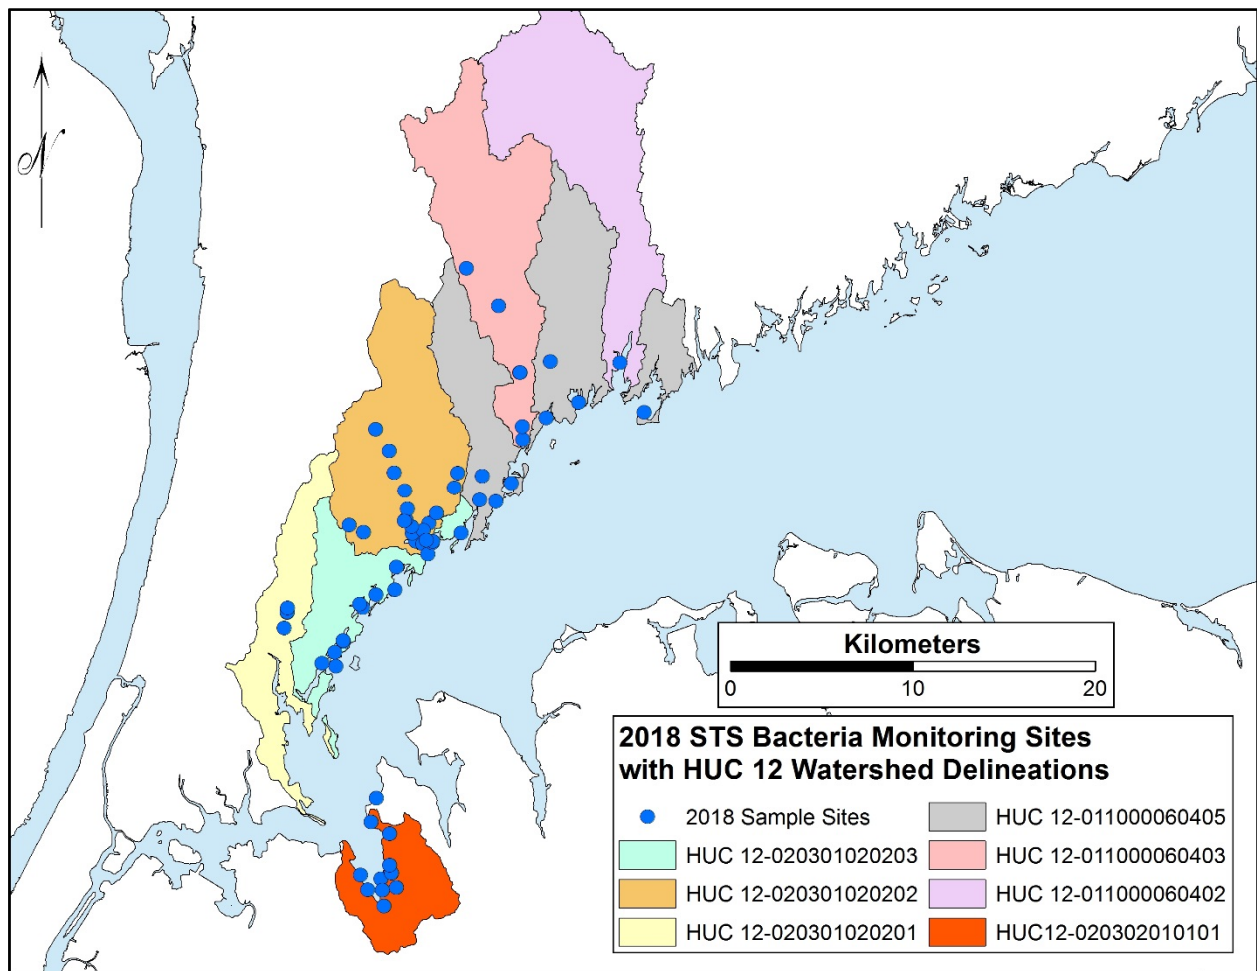 N
Kilometers
0 10 20
2018 STS Bacteria Monitoring Sites
with HUC 12 Watershed Delineations
2018 Sample Sites
HUC 12-020301020203
HUC 12-020301020202
HUC 12-020301020201
HUC 12-011000060405
HUC 12-011000060403
HUC 12-011000060402
HUC12-020302010101